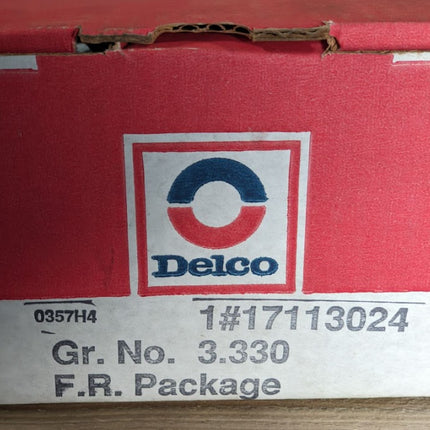 Delco
0357H4
1#17113024
Gr. No. 3.330
F.R. Package